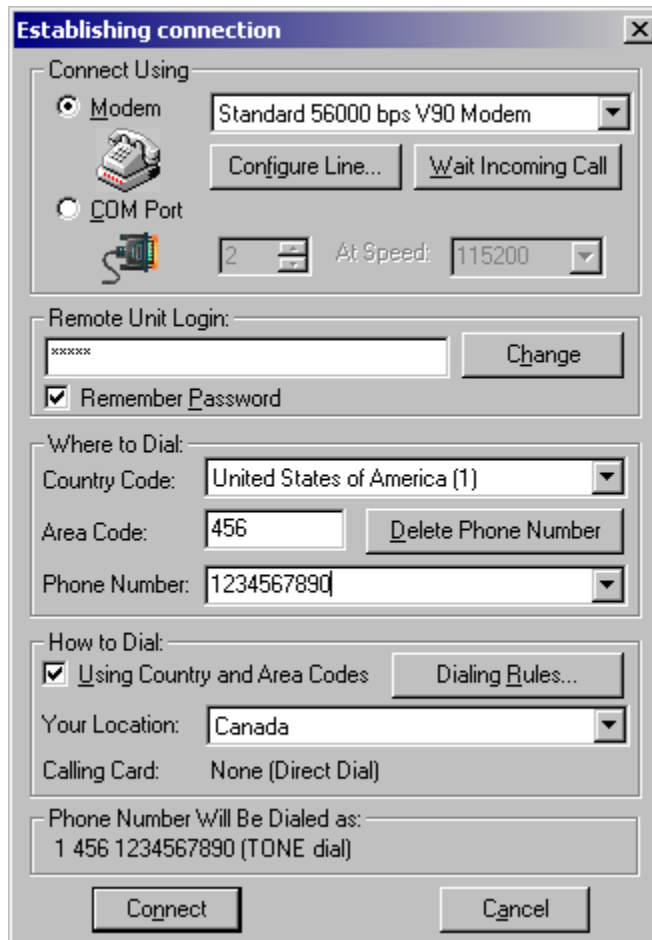 Establishing connection
Connect Using
Modem
Standard 56000 bps V90 Modem
Configure Line...
Wait Incoming Call
COM Port
2
At Speed:
115200
Remote Unit Login:
xxxxx
Change
Remember Password
Where to Dial:
Country Code:
United States of America (1)
Area Code:
456
Delete Phone Number
Phone Number:
1234567890
How to Dial:
Using Country and Area Codes
Dialing Rules...
Your Location:
Canada
Calling Card:
None (Direct Dial)
Phone Number Will Be Dialed as:
1 456 1234567890 (TONE dial)
Connect
Cancel